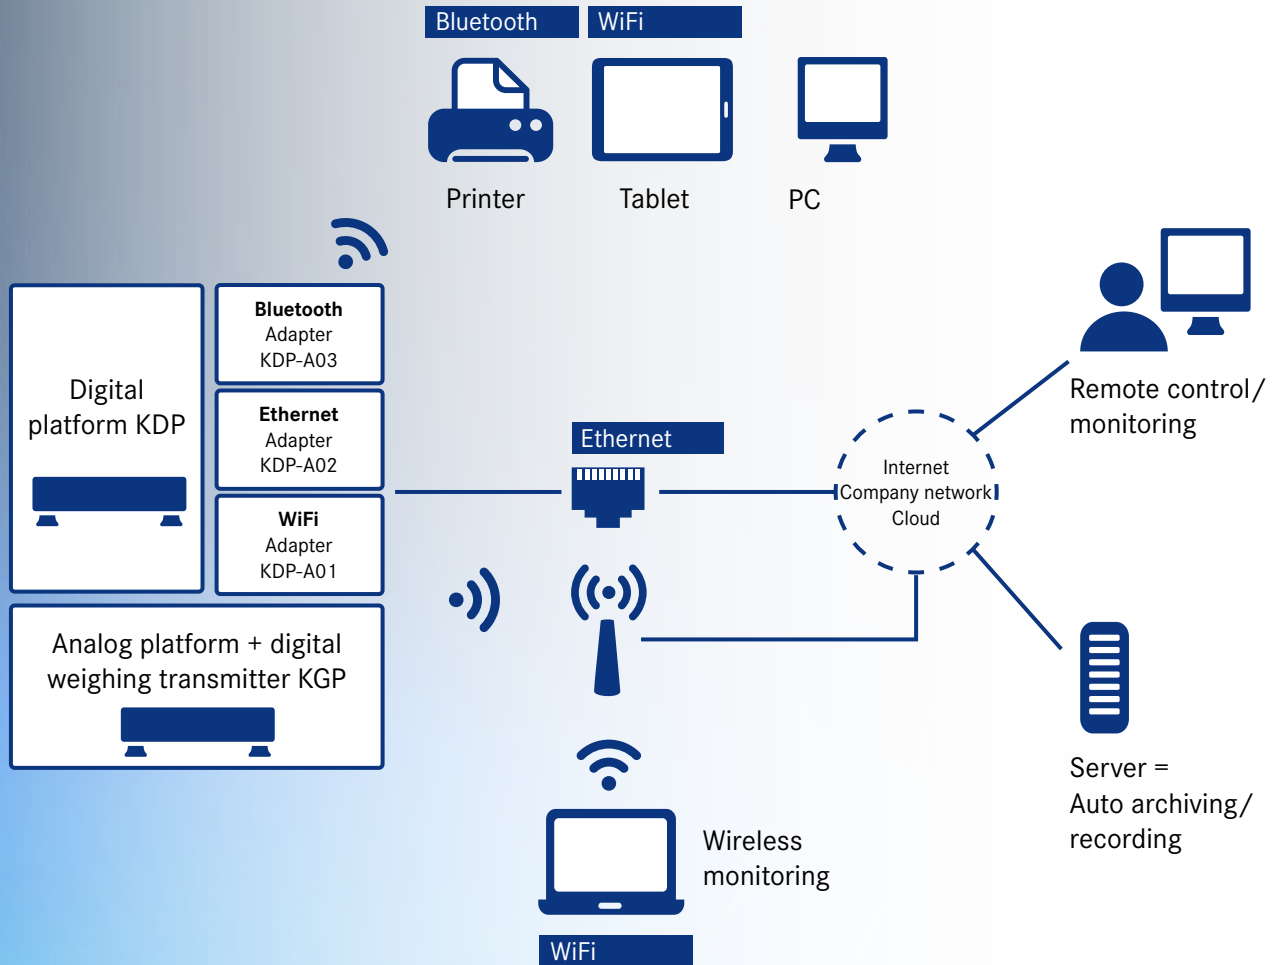 Bluetooth
WiFi
Printer
Tablet
PC
Bluetooth
Adapter
KDP-A03
Digital
platform KDP
Ethernet
Adapter
KDP-A02
WiFi
Adapter
KDP-A01
Analog platform + digital
weighing transmitter KGP
Ethernet
Internet
Company network
Cloud
Remote control/
monitoring
Server =
Auto archiving/
recording
Wireless
monitoring
WiFi